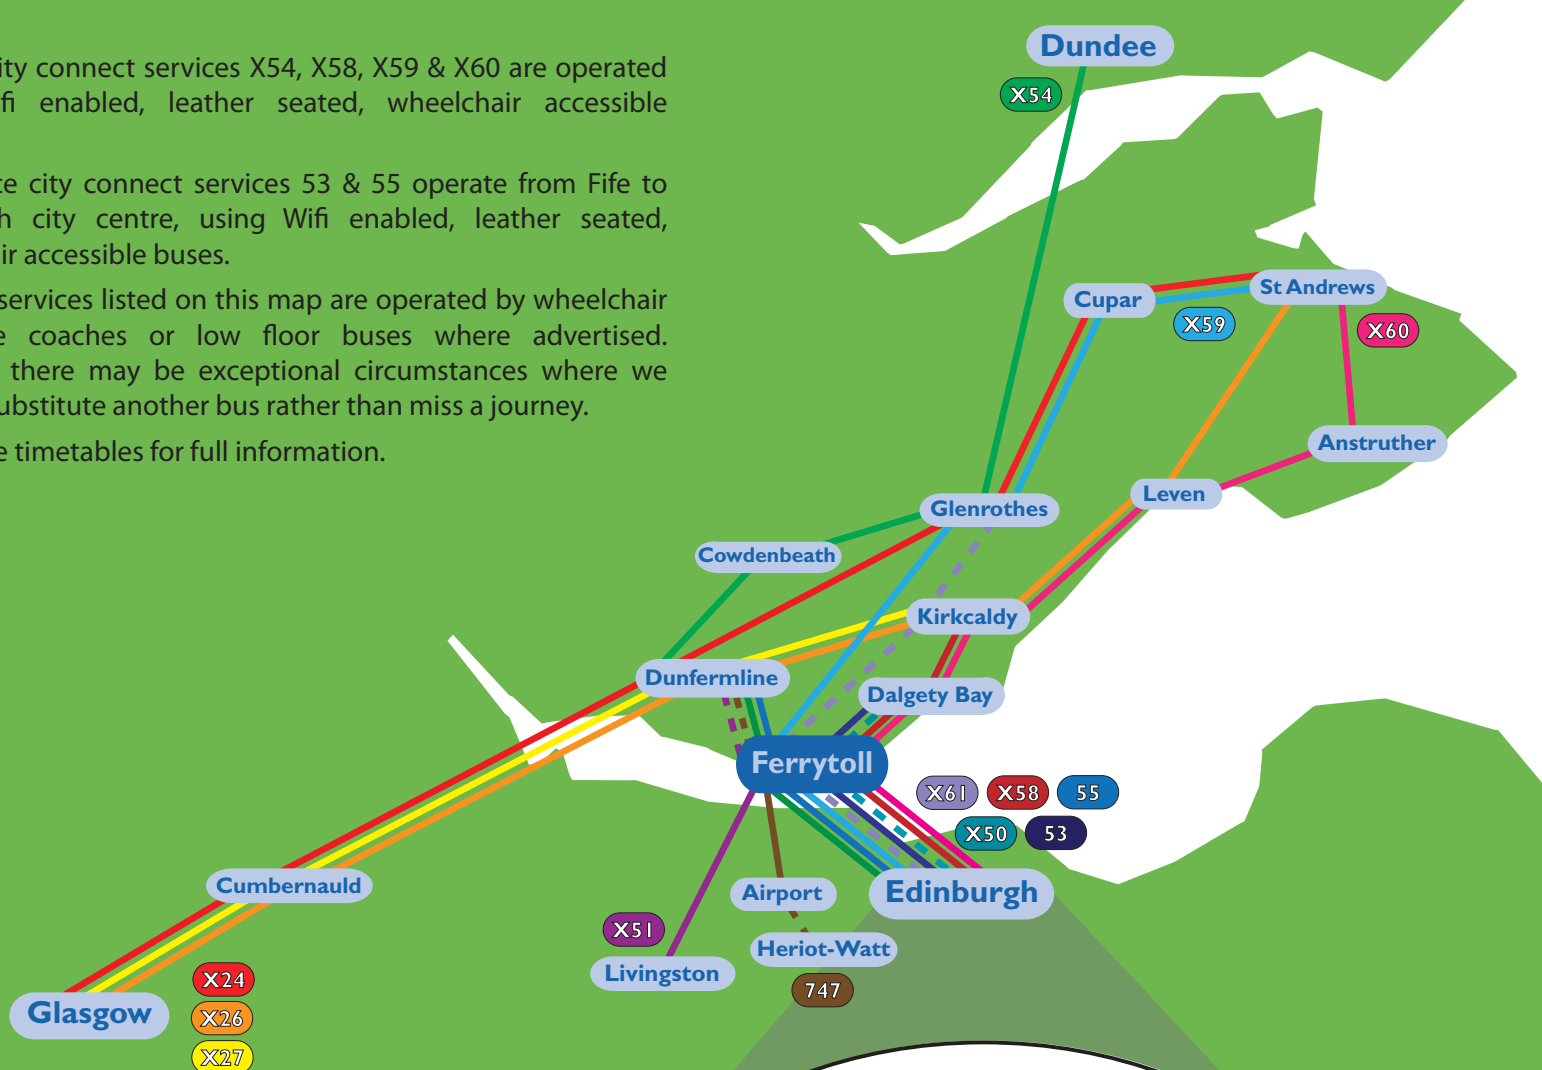 ity connect services X54, X58, X59 & X60 are operated
fi enabled, leather seated, wheelchair accessible
te city connect services 53 & 55 operate from Fife to
h city centre, using Wifi enabled, leather seated,
ir accessible buses.
services listed on this map are operated by wheelchair
e coaches or low floor buses where advertised.
there may be exceptional circumstances where we
substitute another bus rather than miss a journey.
e timetables for full information.
Dundee
X54
Cupar
St Andrews
X59
X60
Anstruther
Leven
Glenrothes
Cowdenbeath
Kirkcaldy
Dunfermline
Dalgety Bay
Ferrytoll
X61 X58 55
X50 53
Cumbernauld
Airport
Edinburgh
X51
Heriot-Watt
Livingston
747
Glasgow
X24
X26
X27